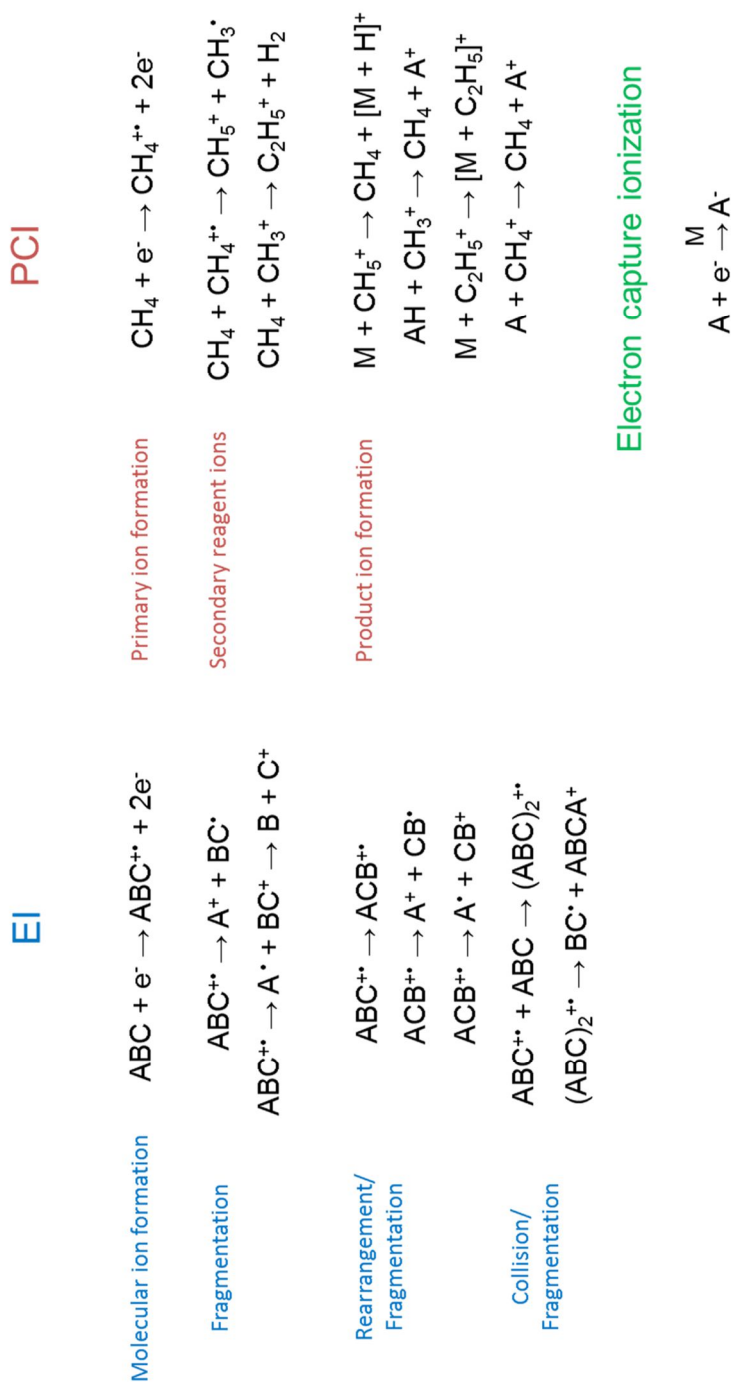 EI
Molecular ion formation
ABC + e⁻ → ABC⁺• + 2e⁻
Fragmentation
ABC⁺• → A⁺ + BC•
ABC⁺• → A• + BC⁺ → B + C⁺
Rearrangement/
Fragmentation
ABC⁺• → ACB⁺•
ACB⁺• → A⁺ + CB•
ACB⁺• → A• + CB⁺
Collision/
Fragmentation
ABC⁺• + ABC → (ABC)₂⁺•
(ABC)₂⁺• → BC• + ABCA⁺
PCI
Primary ion formation
CH₄ + e⁻ → CH₄⁺• + 2e⁻
Secondary reagent ions
CH₄ + CH₄⁺• → CH₅⁺ + CH₃•
CH₄ + CH₃⁺ → C₂H₅⁺ + H₂
Product ion formation
M + CH₅⁺ → CH₄ + [M + H]⁺
AH + CH₃⁺ → CH₄ + A⁺
M + C₂H₅⁺ → [M + C₂H₅]⁺
A + CH₄⁺ → CH₄ + A⁺
Electron capture ionization
M
A + e⁻ → A⁻